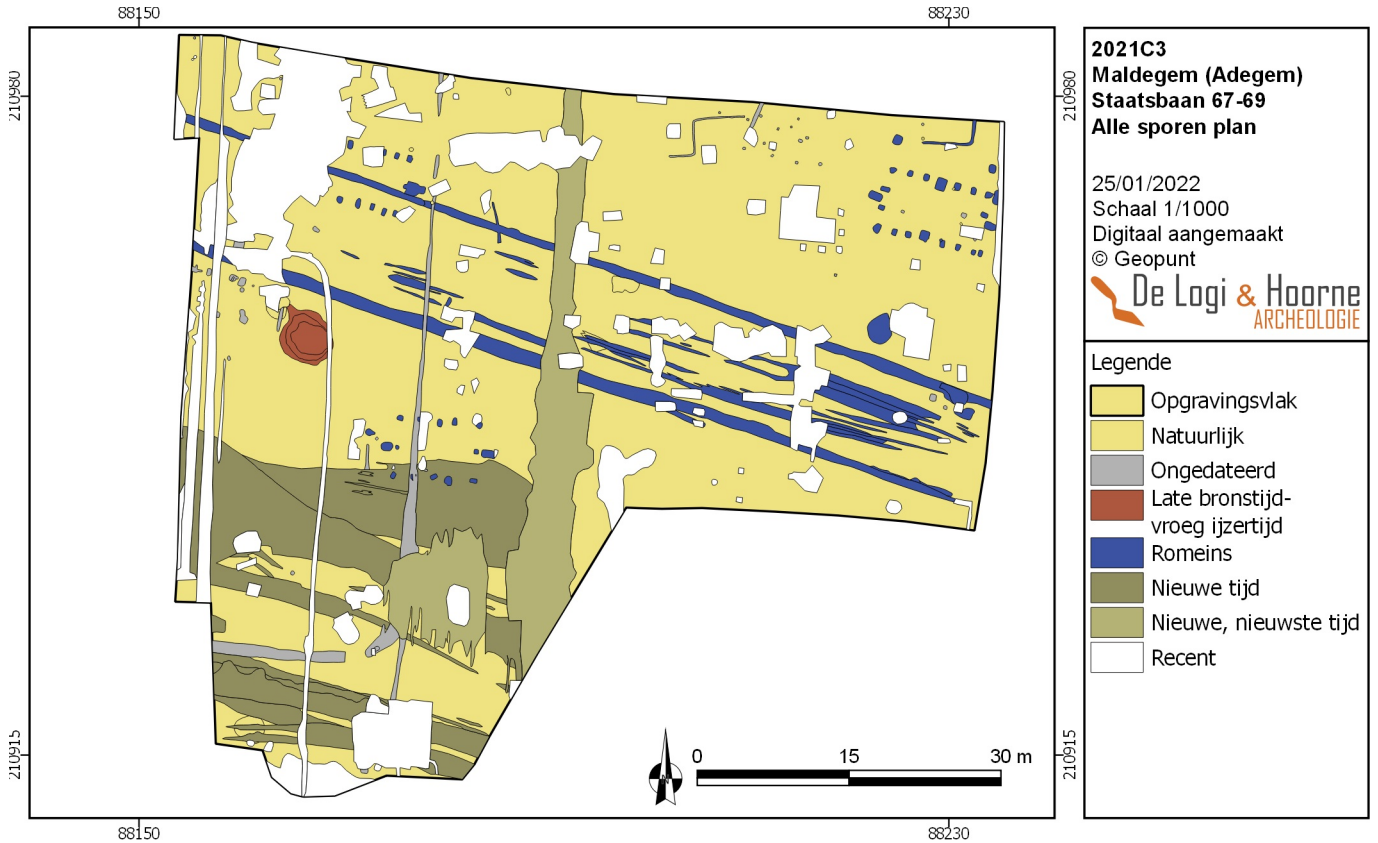 88150
88230
210980
210980
2021C3
Maldegem (Adegem)
Staatsbaan 67-69
Alle sporen plan
25/01/2022
Schaal 1/1000
Digitaal aangemaakt
© Geopunt
De Logi & Hoorne
ARCHEOLOGIE
Legende
Opgravingsvlak
Natuurlijk
Ongedateerd
Late bronstijd-
vroeg ijzertijd
Romeins
Nieuwe tijd
Nieuwe, nieuwste tijd
Recent
0 15 30 m
N
210915
210915
88150
88230